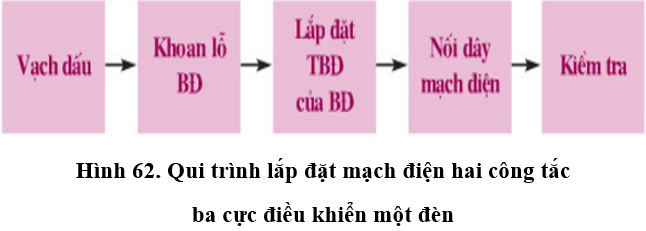 Vạch dấu
Khoan lỗ
BĐ
Lắp đặt
TBĐ
của BĐ
Nối dây
mạch điện
Kiểm tra
Hình 62. Qui trình lắp đặt mạch điện hai công tắc
ba cực điều khiển một đèn